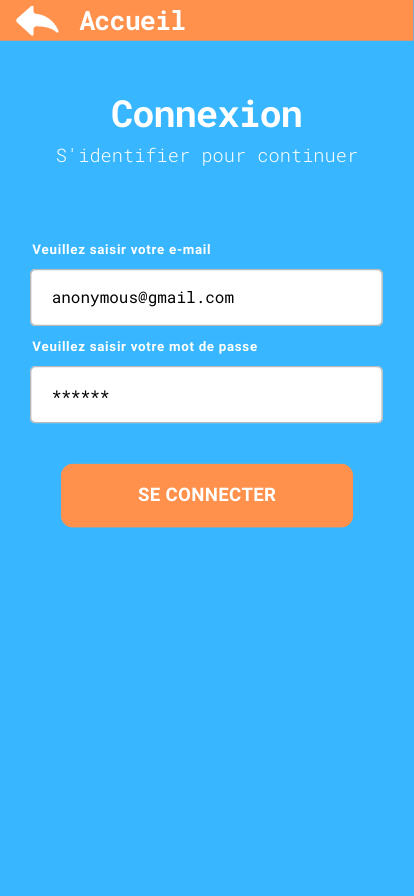 Accueil
Connexion
S'identifier pour continuer
Veuillez saisir votre e-mail
anonymous@gmail.com
Veuillez saisir votre mot de passe
******
SE CONNECTER